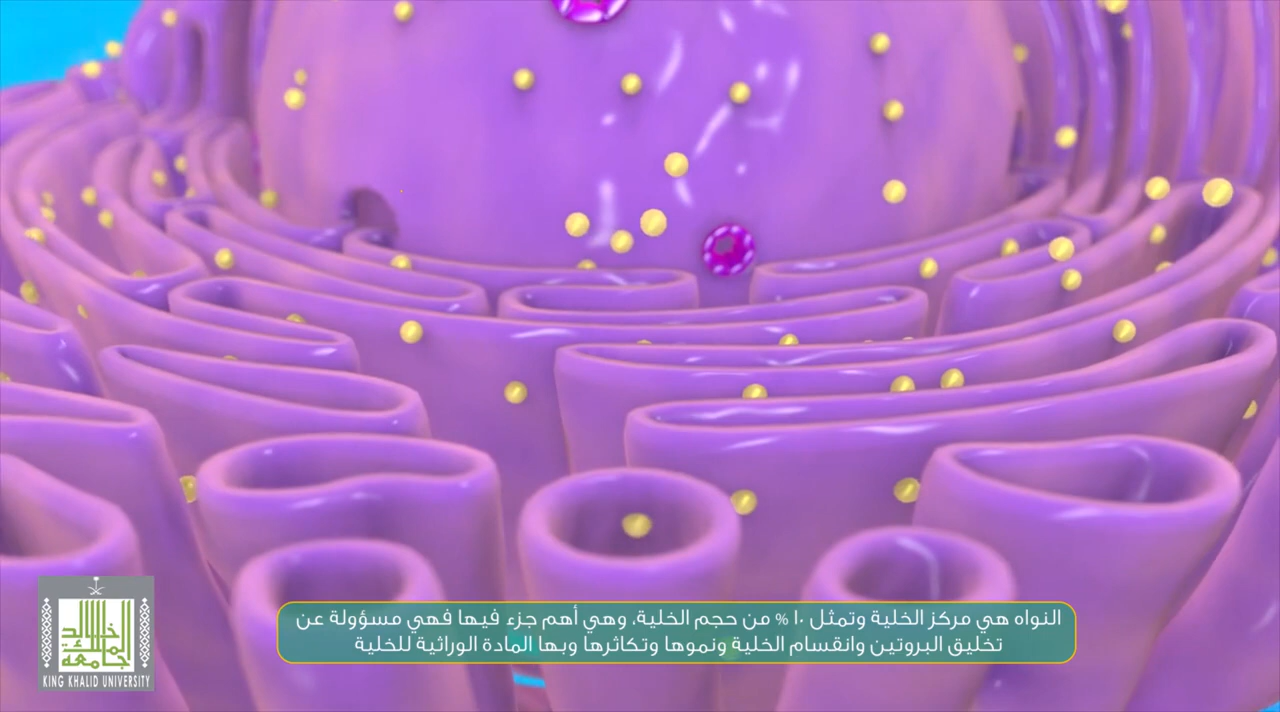 النواه هي مركز الخلية وتمثل ١٠ % من حجم الخلية، وهي أهم جزء فيها فهي مسؤولة عن
تخليق البروتين وانقسام الخلية ونموها وتكاثرها وبها المادة الوراثية للخلية
جامعة الملك خالد
KING KHALID UNIVERSITY